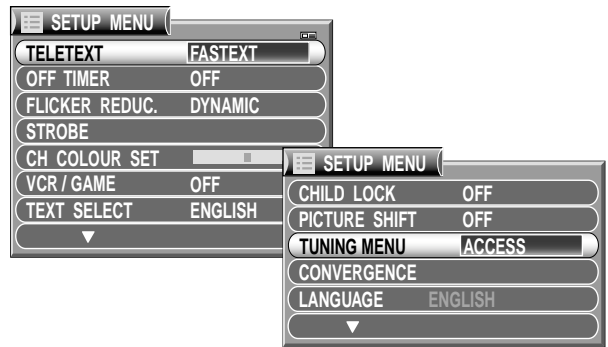 SETUP MENU
TELETEXT FASTEXT
OFF TIMER OFF
FLICKER REDUC. DYNAMIC
STROBE
CH COLOUR SET
VCR / GAME OFF
TEXT SELECT ENGLISH
SETUP MENU
CHILD LOCK OFF
PICTURE SHIFT OFF
TUNING MENU ACCESS
CONVERGENCE
LANGUAGE ENGLISH